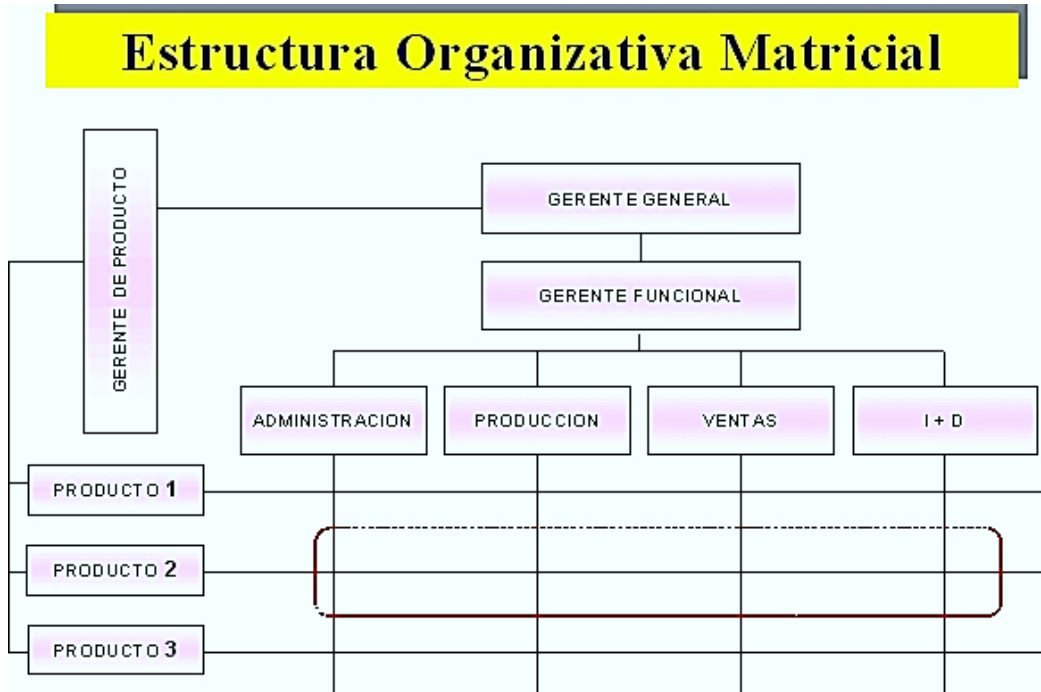 Estructura Organizativa Matricial
GERENTE DE PRODUCTO
GERENTE GENERAL
GERENTE FUNCIONAL
ADMINISTRACION
PRODUCCION
VENTAS
I + D
PRODUCTO 1
PRODUCTO 2
PRODUCTO 3